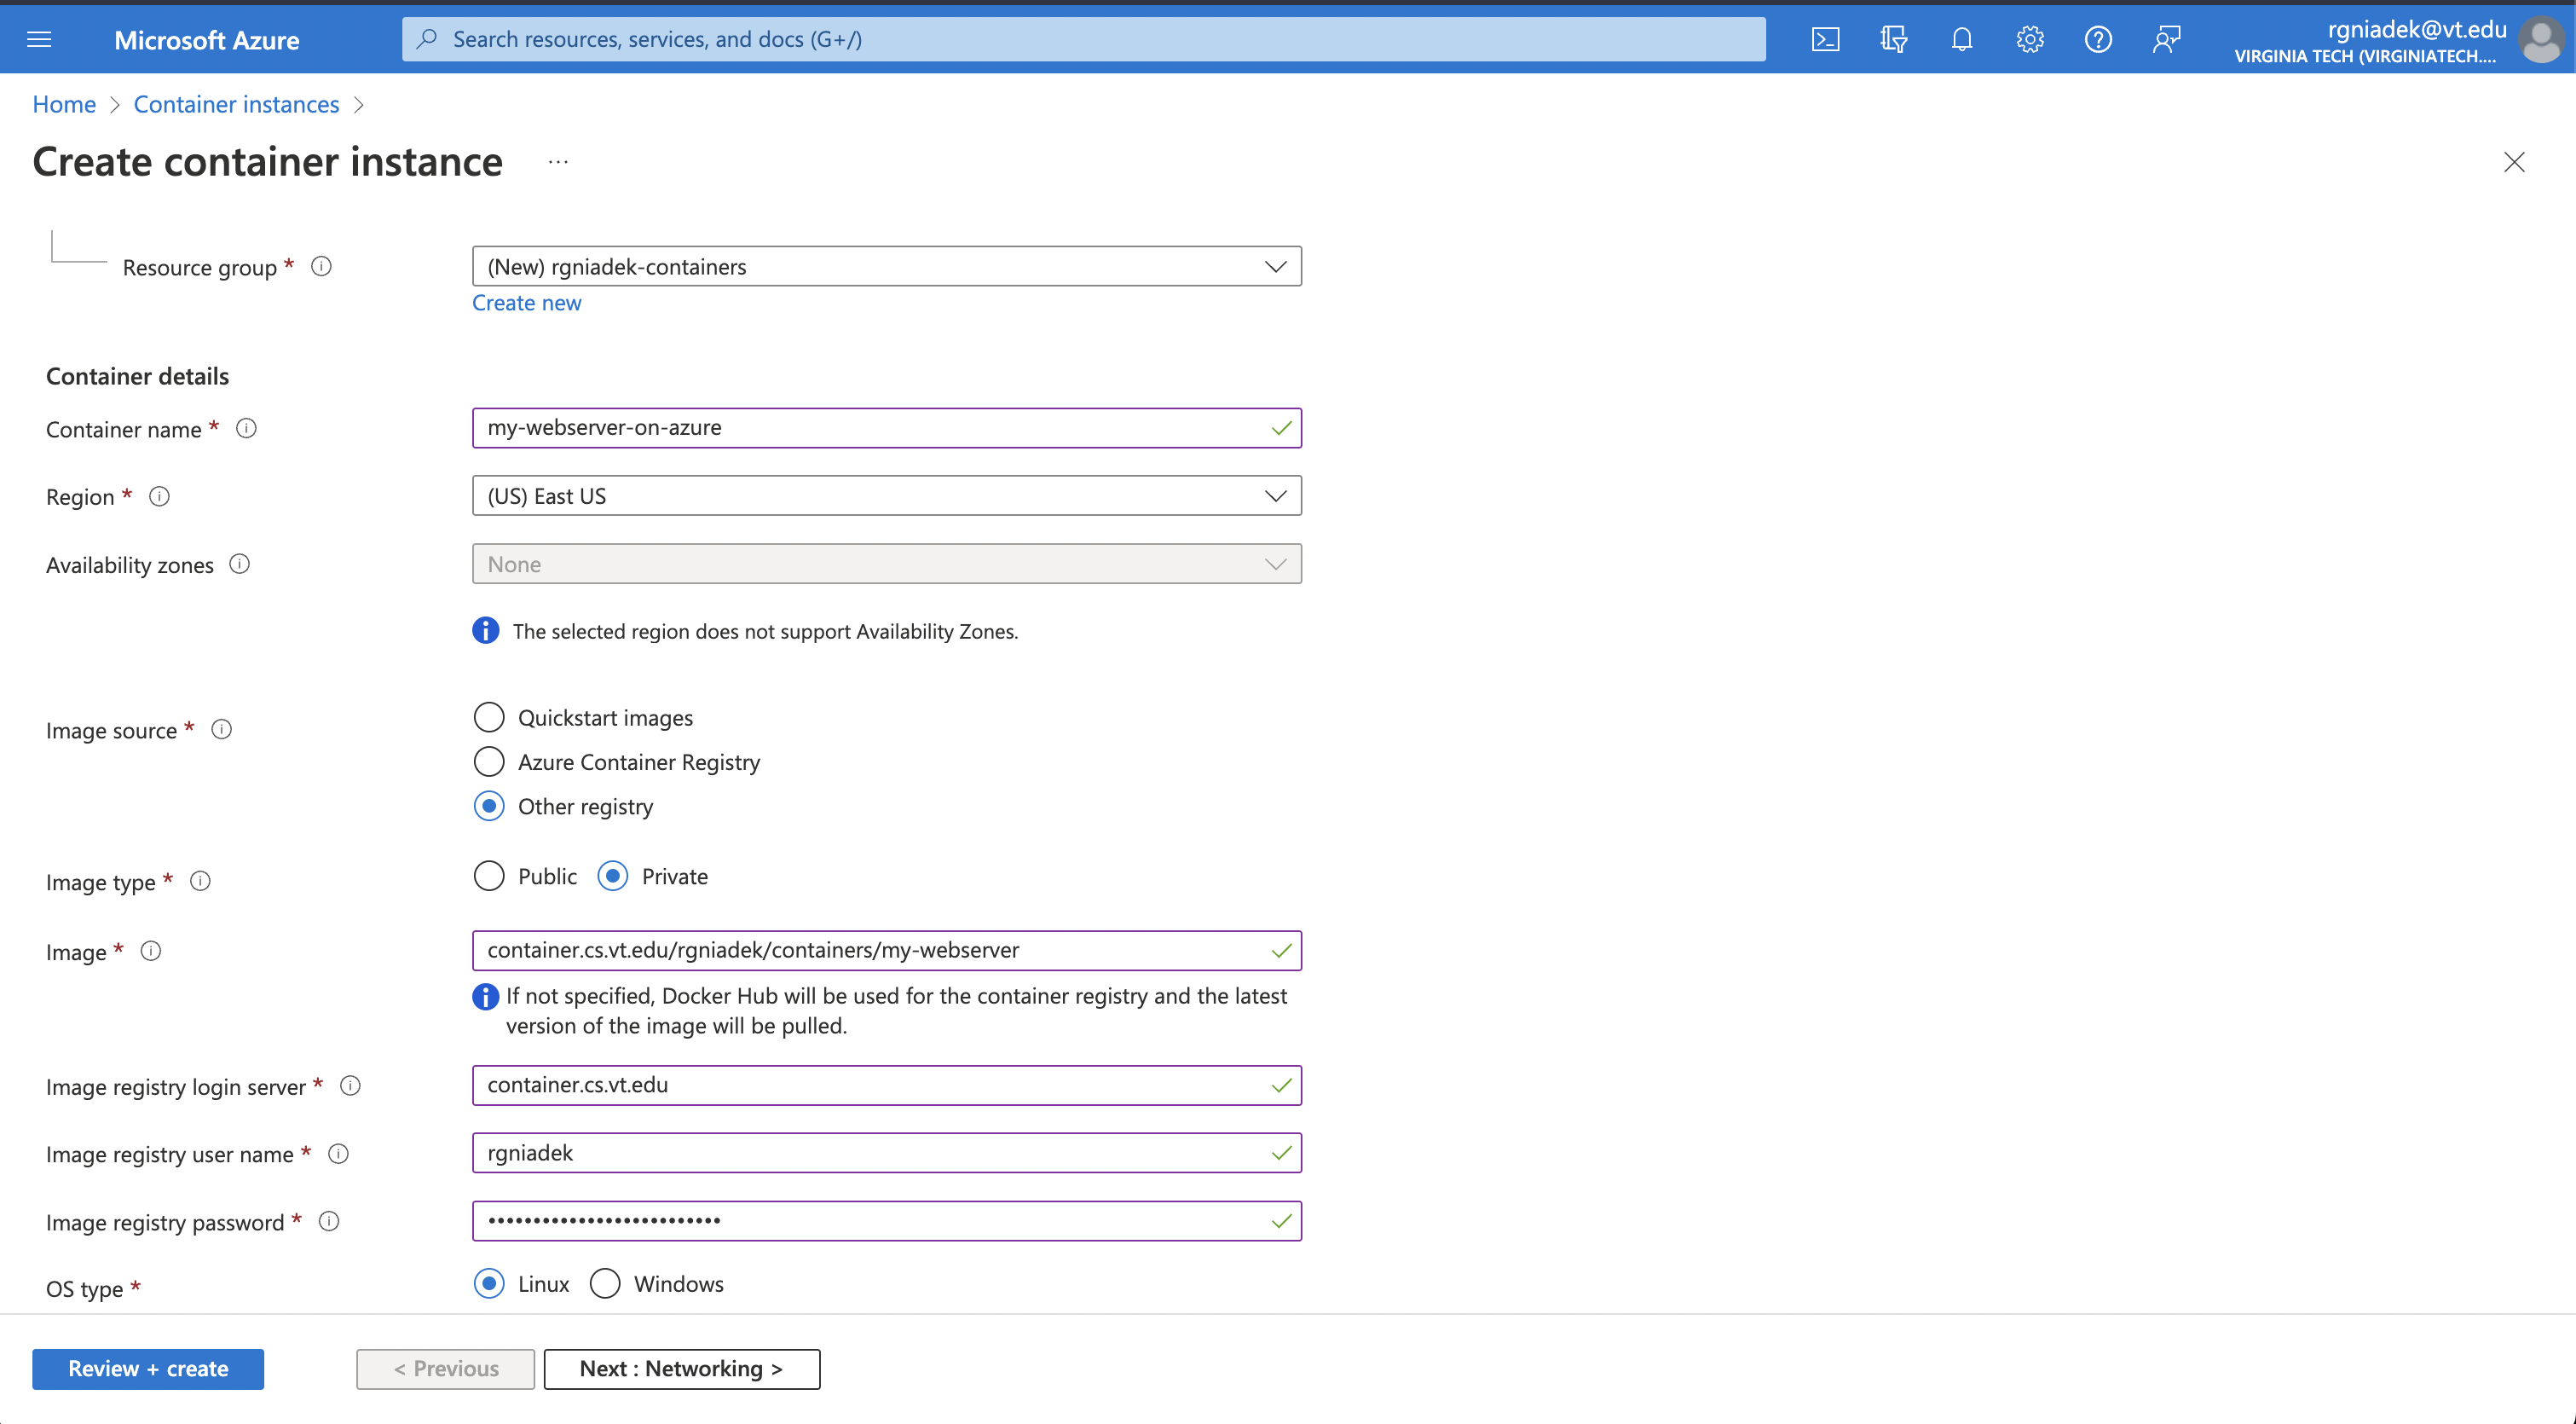 Microsoft Azure
Search resources, services, and docs (G+/)
rgniadek@vt.edu
VIRGINIA TECH (VIRGINIATECH....
Home > Container instances >
Create container instance ...
Resource group * (New) rgniadek-containers
Create new
Container details
Container name * my-webserver-on-azure
Region * (US) East US
Availability zones None
The selected region does not support Availability Zones.
Image source * Quickstart images
Azure Container Registry
Other registry
Image type * Public Private
Image * container.cs.vt.edu/rgniadek/containers/my-webserver
If not specified, Docker Hub will be used for the container registry and the latest
version of the image will be pulled.
Image registry login server * container.cs.vt.edu
Image registry user name * rgniadek
Image registry password * ••••••••••••••••••••••••••
OS type * Linux Windows
Review + create < Previous Next : Networking >